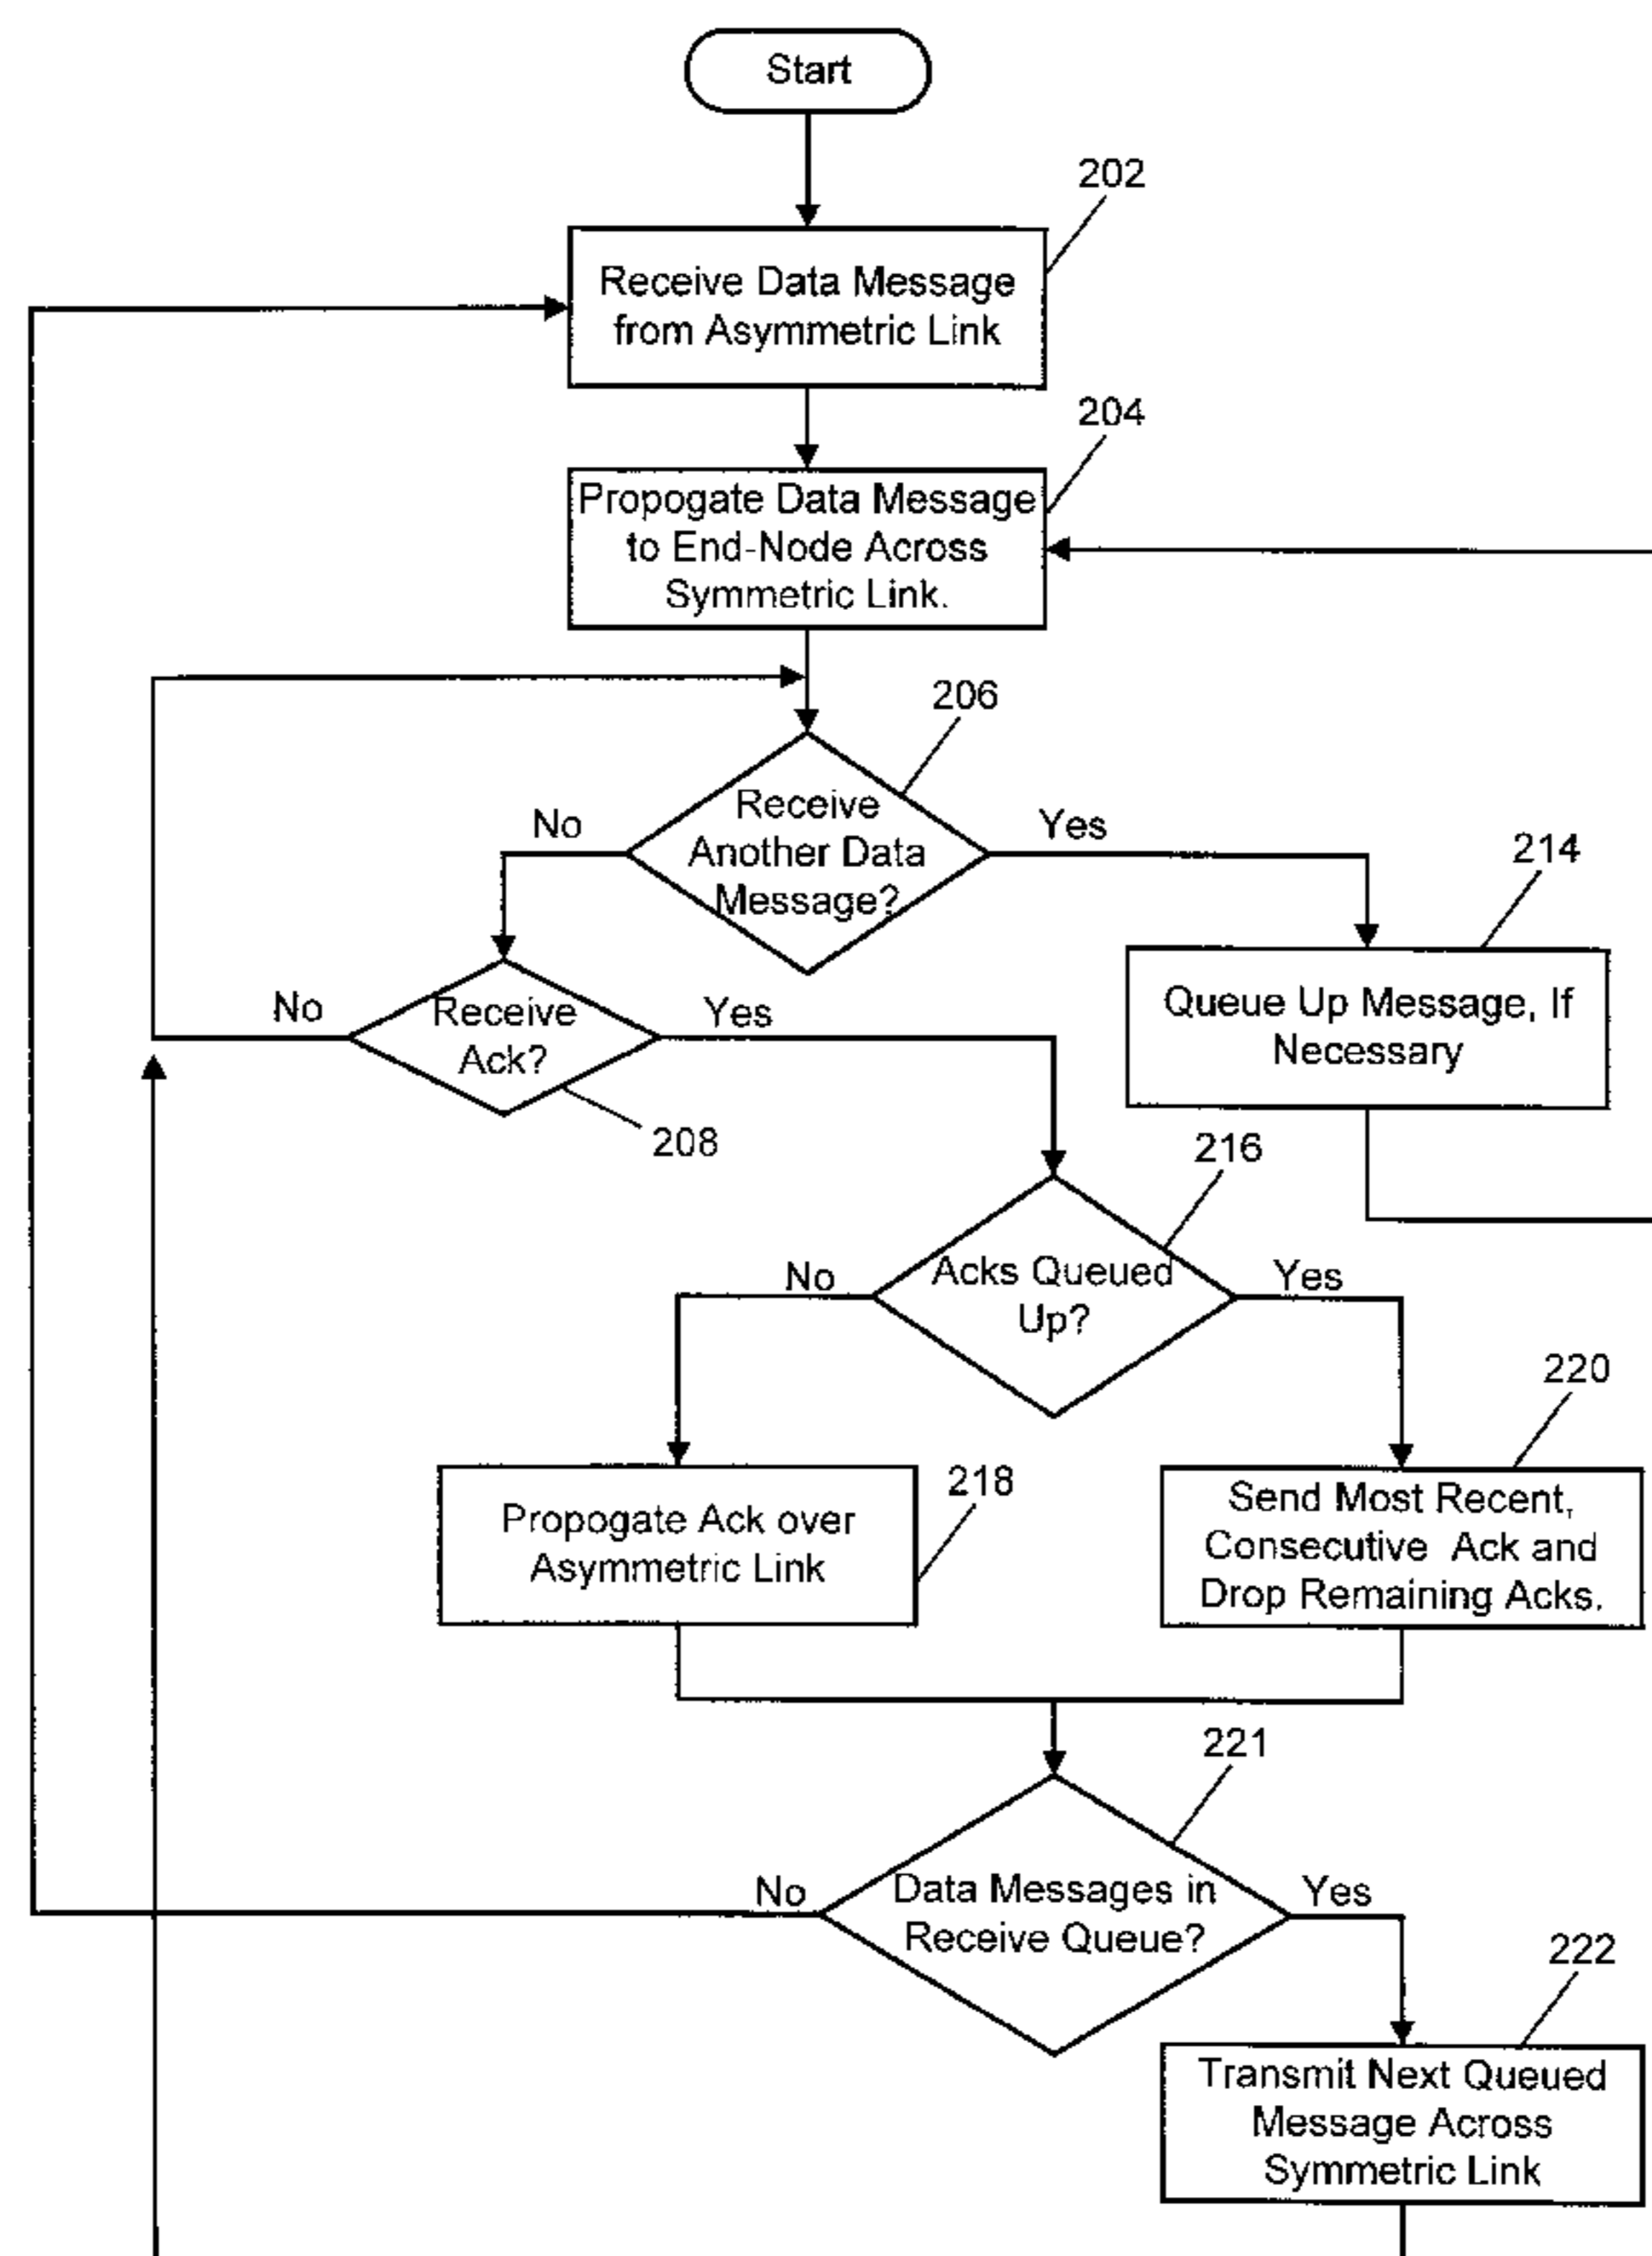 Start
202
Receive Data Message
from Asymmetric Link
204
Propogate Data Message
to End-Node Across
Symmetric Link.
206
Receive
Another Data
Message?
No
Yes
214
Queue Up Message, If
Necessary
No
Receive
Ack?
Yes
208
216
Acks Queued
Up?
No
Yes
220
218
Propogate Ack over
Asymmetric Link
Send Most Recent,
Consecutive Ack and
Drop Remaining Acks.
221
Data Messages in
Receive Queue?
No
Yes
222
Transmit Next Queued
Message Across
Symmetric Link